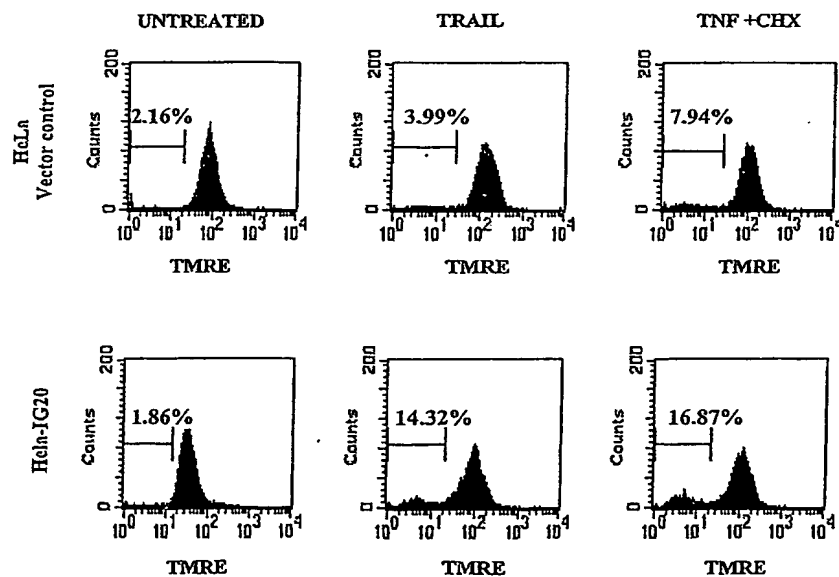 UNTREATED TRAIL TNF +CHX
HeLa
Vector control
200 200 200
2.16% 3.99% 7.94%
Counts Counts Counts
0 0 0
10^0 10^1 10^2 10^3 10^4 10^0 10^1 10^2 10^3 10^4 10^0 10^1 10^2 10^3 10^4
TMRE TMRE TMRE
Hela-IG20
200 200 200
1.86% 14.32% 16.87%
Counts Counts Counts
0 0 0
10^0 10^1 10^2 10^3 10^4 10^0 10^1 10^2 10^3 10^4 10^0 10^1 10^2 10^3 10^4
TMRE TMRE TMRE